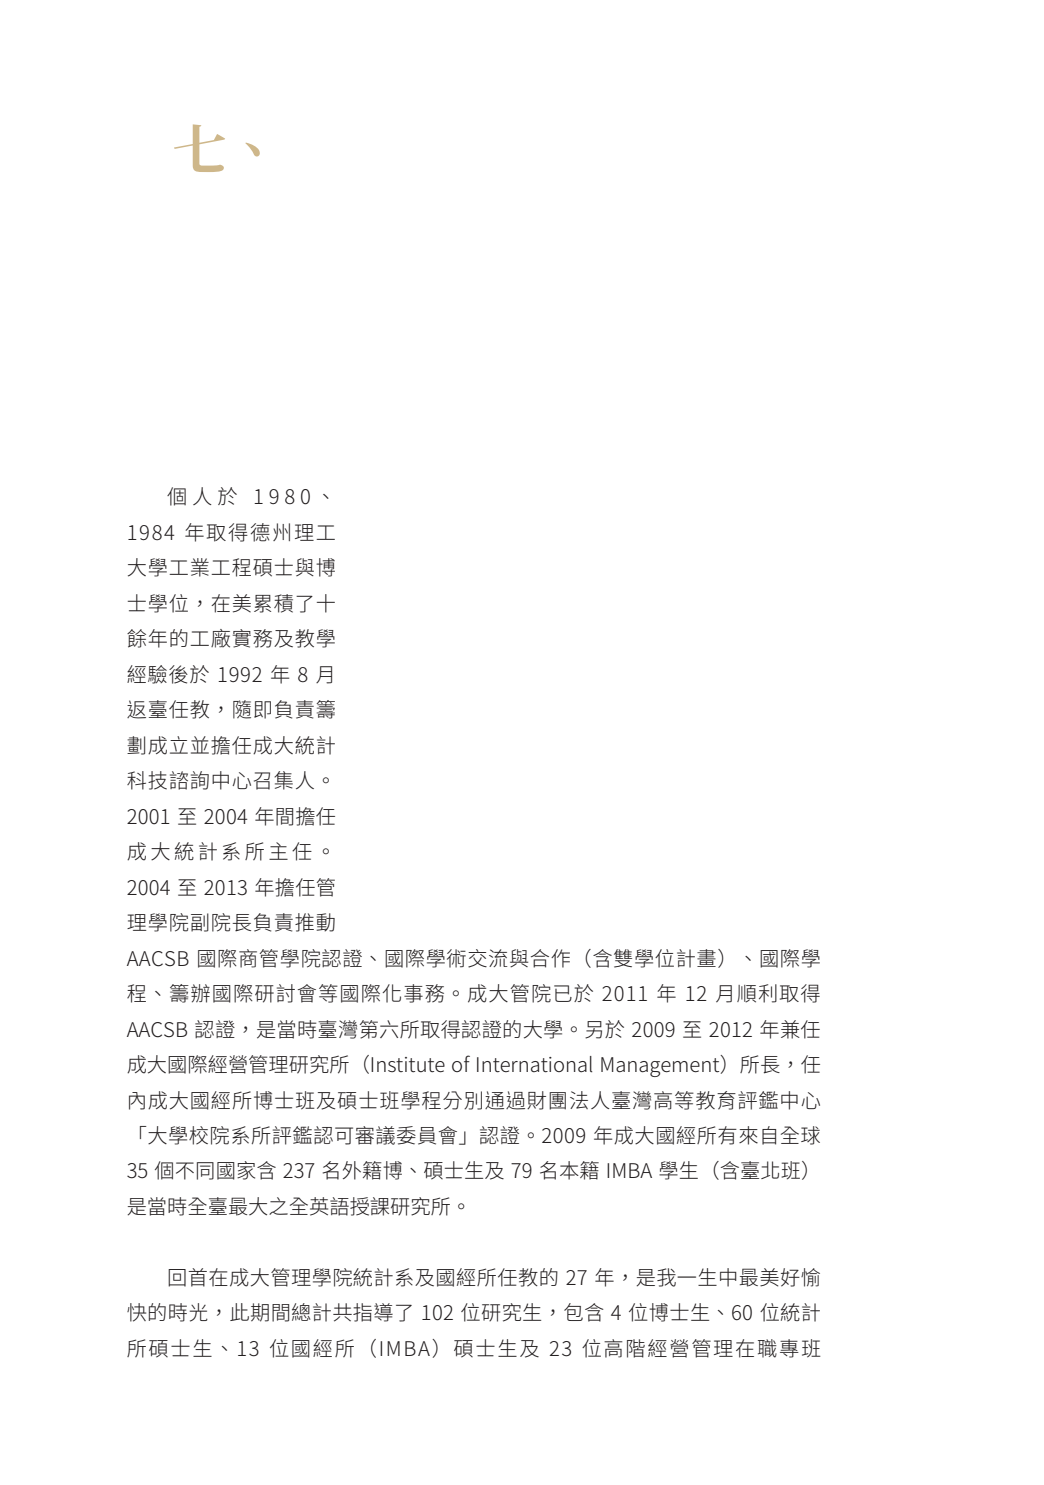 七、
個人於 1980、
1984 年取得德州理工
大學工業工程碩士與博
士學位，在美累積了十
餘年的工廠實務及教學
經驗後於 1992 年 8 月
返臺任教，隨即負責籌
劃成立並擔任成大統計
科技諮詢中心召集人。
2001 至 2004 年間擔任
成大統計系所主任。
2004 至 2013 年擔任管
理學院副院長負責推動
AACSB 國際商管學院認證、國際學術交流與合作（含雙學位計畫）、國際學
程、籌辦國際研討會等國際化事務。成大管院已於 2011 年 12 月順利取得
AACSB 認證，是當時臺灣第六所取得認證的大學。另於 2009 至 2012 年兼任
成大國際經營管理研究所（Institute of International Management）所長，任
內成大國經所博士班及碩士班學程分別通過財團法人臺灣高等教育評鑑中心
「大學校院系所評鑑認可審議委員會」認證。2009 年成大國經所有來自全球
35 個不同國家含 237 名外籍博、碩士生及 79 名本籍 IMBA 學生（含臺北班）
是當時全臺最大之全英語授課研究所。
回首在成大管理學院統計系及國經所任教的 27 年，是我一生中最美好愉
快的時光，此期間總計共指導了 102 位研究生，包含 4 位博士生、60 位統計
所碩士生、13 位國經所（IMBA）碩士生及 23 位高階經營管理在職專班